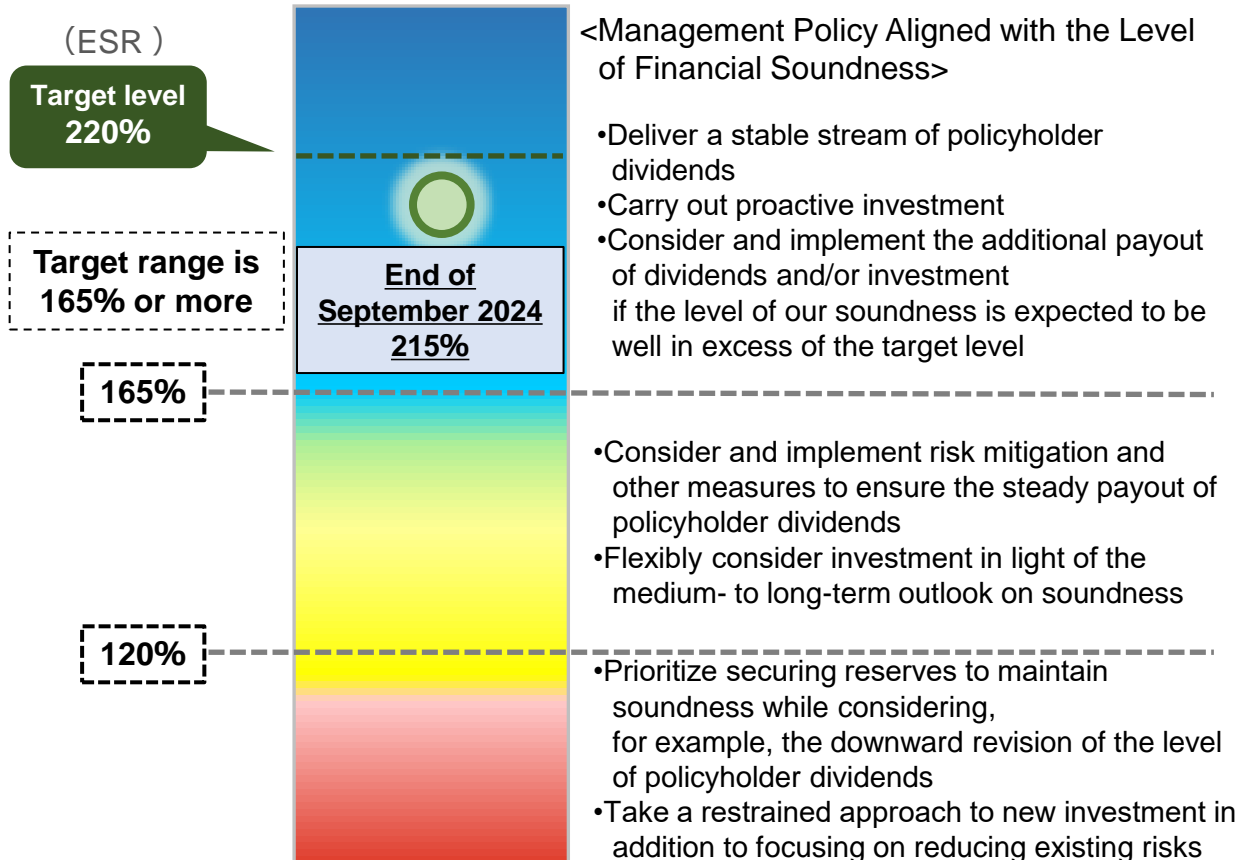 （ESR ）
Target level
220%
Target range is
165% or more
End of
September 2024
215%
165%
120%
<Management Policy Aligned with the Level
of Financial Soundness>
•Deliver a stable stream of policyholder
dividends
•Carry out proactive investment
•Consider and implement the additional payout
of dividends and/or investment
if the level of our soundness is expected to be
well in excess of the target level
•Consider and implement risk mitigation and
other measures to ensure the steady payout of
policyholder dividends
•Flexibly consider investment in light of the
medium- to long-term outlook on soundness
•Prioritize securing reserves to maintain
soundness while considering,
for example, the downward revision of the level
of policyholder dividends
•Take a restrained approach to new investment in
addition to focusing on reducing existing risks